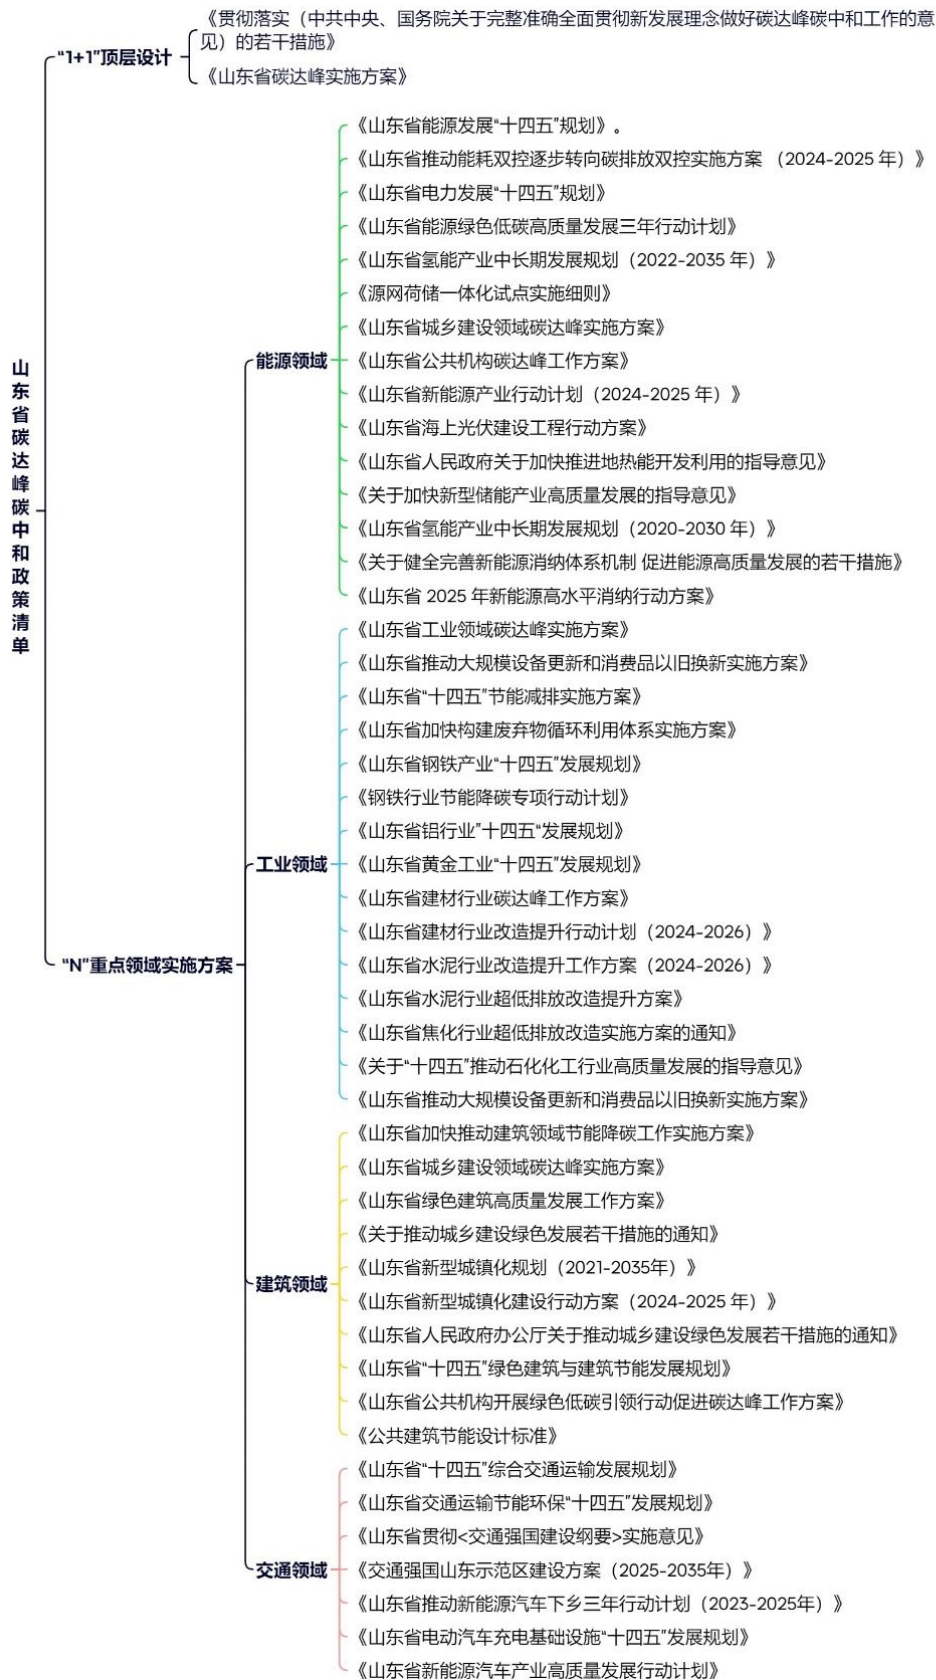 山东省碳达峰碳中和政策清单
“1+1”顶层设计
《贯彻落实（中共中央、国务院关于完整准确全面贯彻新发展理念做好碳达峰碳中和工作的意
见）的若干措施》
《山东省碳达峰实施方案》
“N”重点领域实施方案
能源领域
《山东省能源发展“十四五”规划》。
《山东省推动能耗双控逐步转向碳排放双控实施方案 （2024-2025 年）》
《山东省电力发展“十四五”规划》
《山东省能源绿色低碳高质量发展三年行动计划》
《山东省氢能产业中长期发展规划（2022-2035 年）》
《源网荷储一体化试点实施细则》
《山东省城乡建设领域碳达峰实施方案》
《山东省公共机构碳达峰工作方案》
《山东省新能源产业行动计划（2024-2025 年）》
《山东省海上光伏建设工程行动方案》
《山东省人民政府关于加快推进地热能开发利用的指导意见》
《关于加快新型储能产业高质量发展的指导意见》
《山东省氢能产业中长期发展规划（2020-2030 年）》
《关于健全完善新能源消纳体系机制 促进能源高质量发展的若干措施》
《山东省 2025 年新能源高水平消纳行动方案》
工业领域
《山东省工业领域碳达峰实施方案》
《山东省推动大规模设备更新和消费品以旧换新实施方案》
《山东省“十四五”节能减排实施方案》
《山东省加快构建废弃物循环利用体系实施方案》
《山东省钢铁产业“十四五”发展规划》
《钢铁行业节能降碳专项行动计划》
《山东省铝行业”十四五“发展规划》
《山东省黄金工业“十四五”发展规划》
《山东省建材行业碳达峰工作方案》
《山东省建材行业改造提升行动计划（2024-2026）》
《山东省水泥行业改造提升工作方案（2024-2026）》
《山东省水泥行业超低排放改造提升方案》
《山东省焦化行业超低排放改造实施方案的通知》
《关于“十四五”推动石化化工行业高质量发展的指导意见》
《山东省推动大规模设备更新和消费品以旧换新实施方案》
建筑领域
《山东省加快推动建筑领域节能降碳工作实施方案》
《山东省城乡建设领域碳达峰实施方案》
《山东省绿色建筑高质量发展工作方案》
《关于推动城乡建设绿色发展若干措施的通知》
《山东省新型城镇化规划（2021-2035年）》
《山东省新型城镇化建设行动方案（2024-2025 年）》
《山东省人民政府办公厅关于推动城乡建设绿色发展若干措施的通知》
《山东省“十四五”绿色建筑与建筑节能发展规划》
《山东省公共机构开展绿色低碳引领行动促进碳达峰工作方案》
《公共建筑节能设计标准》
交通领域
《山东省“十四五”综合交通运输发展规划》
《山东省交通运输节能环保“十四五”发展规划》
《山东省贯彻<交通强国建设纲要>实施意见》
《交通强国山东示范区建设方案（2025-2035年）》
《山东省推动新能源汽车下乡三年行动计划（2023-2025年）》
《山东省电动汽车充电基础设施“十四五”发展规划》
《山东省新能源汽车产业高质量发展行动计划》